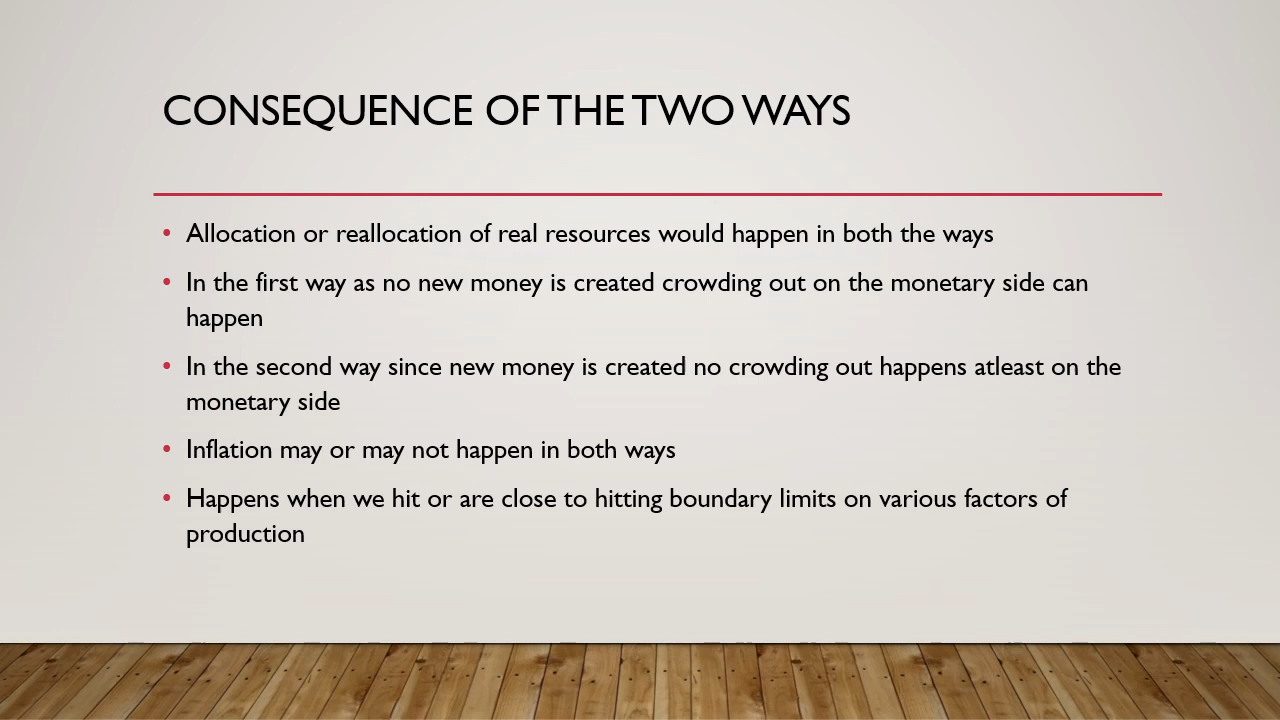 CONSEQUENCE OF THE TWO WAYS
• Allocation or reallocation of real resources would happen in both the ways
• In the first way as no new money is created crowding out on the monetary side can
happen
• In the second way since new money is created no crowding out happens atleast on the
monetary side
• Inflation may or may not happen in both ways
• Happens when we hit or are close to hitting boundary limits on various factors of
production